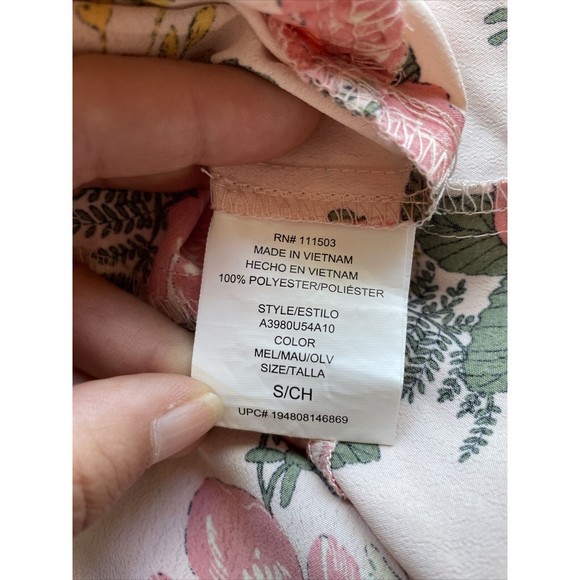 RN# 111503
MADE IN VIETNAM
HECHO EN VIETNAM
100% POLYESTER/POLIÉSTER
STYLE/ESTILO
A3980U54A10
COLOR
MEL/MAU/OLV
SIZE/TALLA
S/CH
UPC# 194808146869